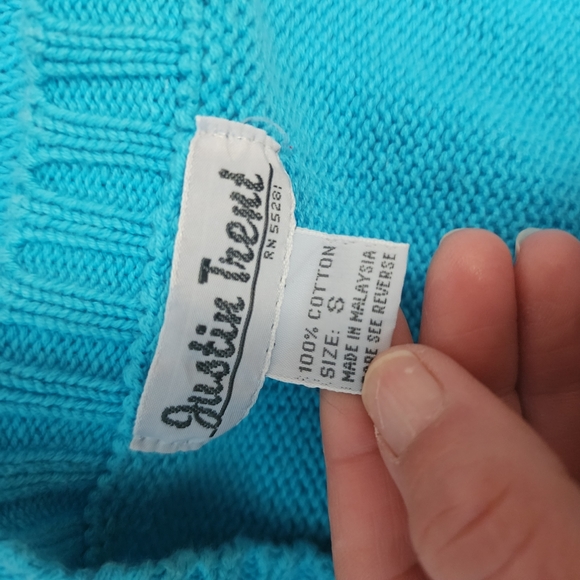 Justin Trent
RN 55281
100% COTTON
SIZE: S
MADE IN MALAYSIA
CARE SEE REVERSE